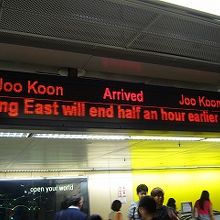 Joo Koon Arrived Joo Koon
ng East will end half an hour earlier
open your world